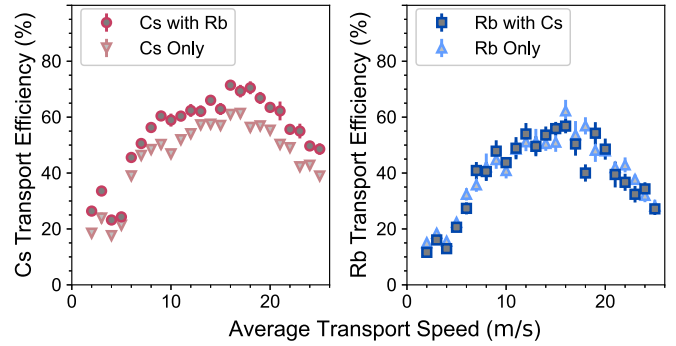 Cs with Rb
Cs Only
Cs Transport Efficiency (%)
80
60
40
20
0
0
10
20
Rb with Cs
Rb Only
Rb Transport Efficiency (%)
80
60
40
20
0
0
10
20
Average Transport Speed (m/s)